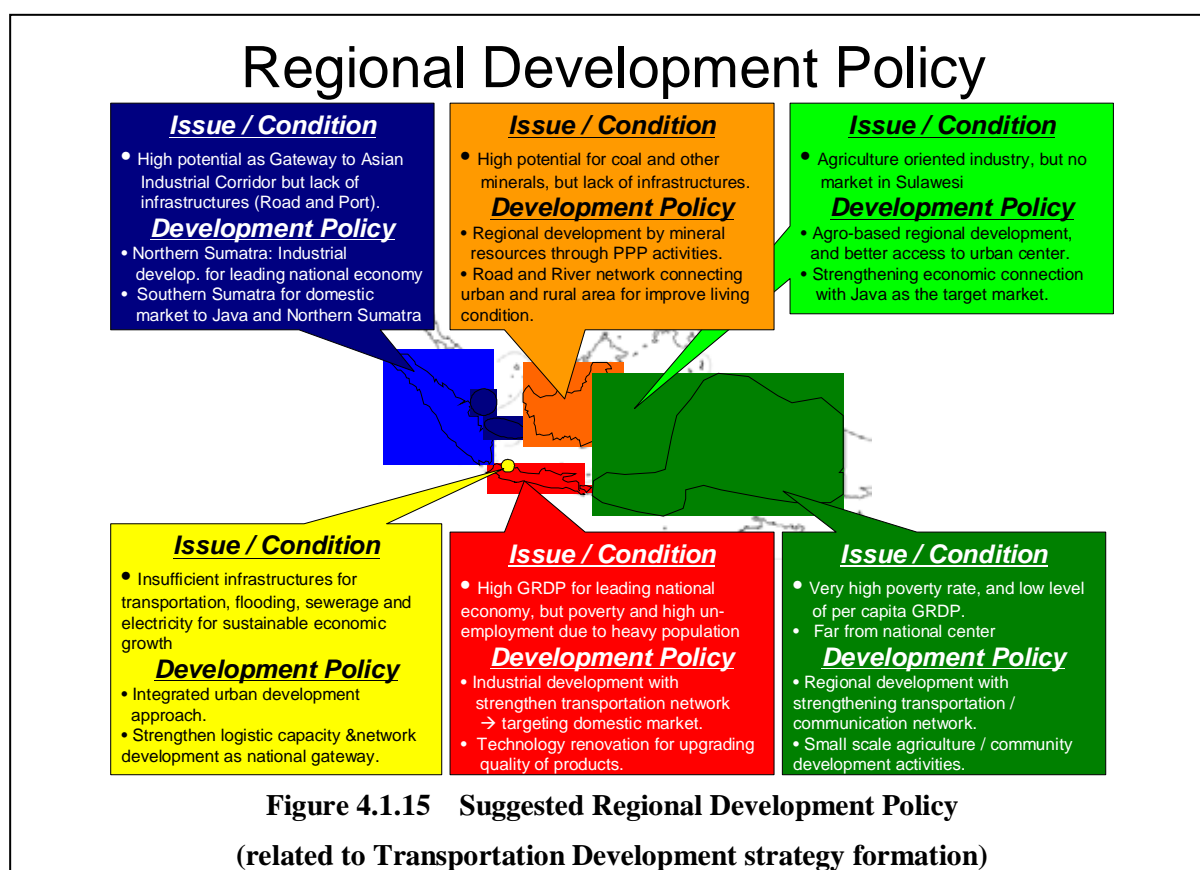 Regional Development Policy
Issue / Condition
• High potential as Gateway to Asian
Industrial Corridor but lack of
infrastructures (Road and Port).
Development Policy
• Northern Sumatra: Industrial
develop. for leading national economy
• Southern Sumatra for domestic
market to Java and Northern Sumatra
Issue / Condition
• High potential for coal and other
minerals, but lack of infrastructures.
Development Policy
• Regional development by mineral
resources through PPP activities.
• Road and River network connecting
urban and rural area for improve living
condition.
Issue / Condition
• Agriculture oriented industry, but no
market in Sulawesi
Development Policy
• Agro-based regional development,
and better access to urban center.
• Strengthening economic connection
with Java as the target market.
Issue / Condition
• Insufficient infrastructures for
transportation, flooding, sewerage and
electricity for sustainable economic
growth
Development Policy
• Integrated urban development
approach.
• Strengthen logistic capacity &network
development as national gateway.
Issue / Condition
• High GRDP for leading national
economy, but poverty and high un-
employment due to heavy population
Development Policy
• Industrial development with
strengthen transportation network
→ targeting domestic market.
• Technology renovation for upgrading
quality of products.
Issue / Condition
• Very high poverty rate, and low level
of per capita GRDP.
• Far from national center
Development Policy
• Regional development with
strengthening transportation /
communication network.
• Small scale agriculture / community
development activities.
Figure 4.1.15 Suggested Regional Development Policy
(related to Transportation Development strategy formation)